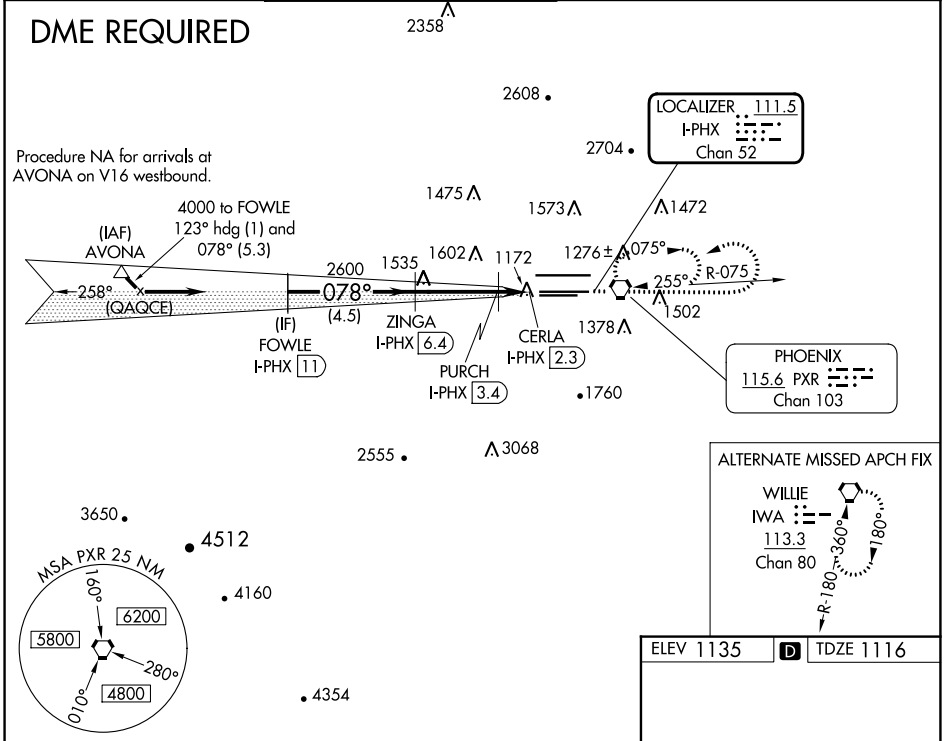 DME REQUIRED
2358
2608
LOCALIZER 111.5
I-PHX
Chan 52
2704
Procedure NA for arrivals at
AVONA on V16 westbound.
1475
1573
1472
4000 to FOWLE
123° hdg (1) and
078° (5.3)
(IAF)
AVONA
1602
1172
1276±
075°
2600
1535
258°
078°
255°
R-075
(QAQCE)
(4.5)
1502
(IF)
FOWLE
I-PHX 11
ZINGA
I-PHX 6.4
CERLA
I-PHX 2.3
1378
PURCH
I-PHX 3.4
PHOENIX
115.6 PXR
Chan 103
1760
2555
3068
ALTERNATE MISSED APCH FIX
WILLIE
IWA
113.3
Chan 80
360°
180°
R-180
3650
4512
MSA PXR 25 NM
160°
6200
5800
280°
010°
4800
4160
4354
ELEV 1135
D
TDZE 1116